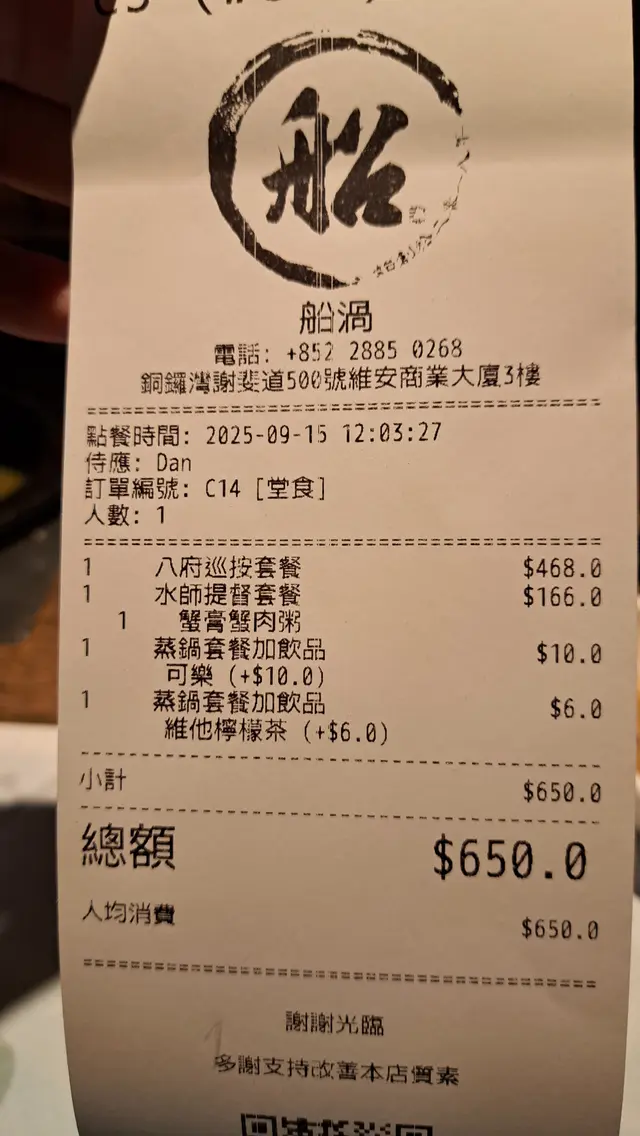 船
船渦
電話: +852 2885 0268
銅鑼灣謝斐道500號維安商業大廈3樓
點餐時間: 2025-09-15 12:03:27
侍應: Dan
訂單編號: C14 [堂食]
人數: 1
1 八府巡按套餐 $468.0
1 水師提督套餐 $166.0
1 蟹膏蟹肉粥
1 蒸鍋套餐加飲品 $10.0
可樂 (+$10.0)
1 蒸鍋套餐加飲品 $6.0
維他檸檬茶 (+$6.0)
小計 $650.0
總額 $650.0
人均消費 $650.0
謝謝光臨
多謝支持改善本店質素